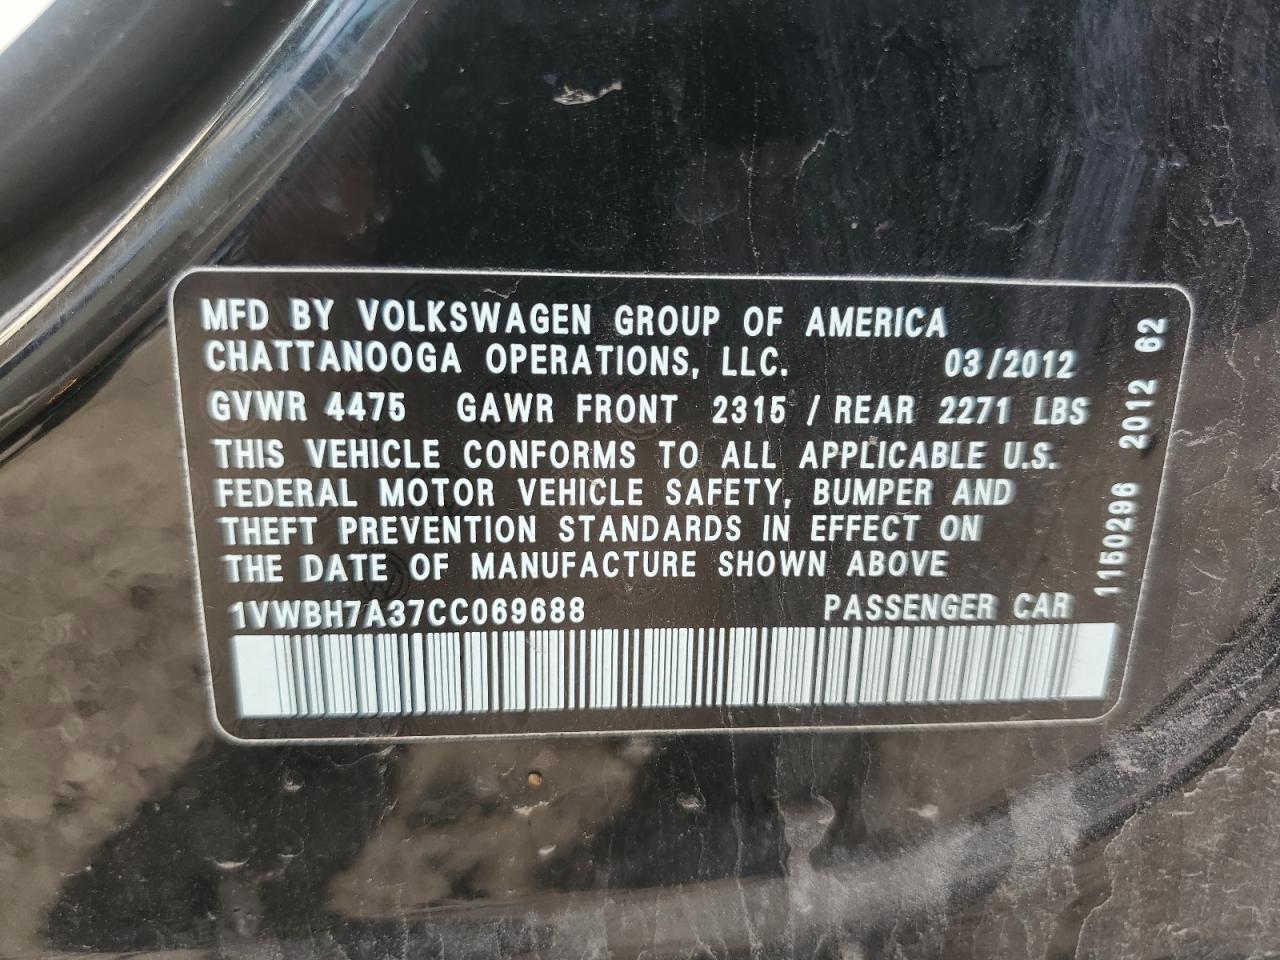 MFD BY VOLKSWAGEN GROUP OF AMERICA
CHATTANOOGA OPERATIONS, LLC. 03/2012
GVWR 4475 GAWR FRONT 2315 / REAR 2271 LBS
THIS VEHICLE CONFORMS TO ALL APPLICABLE U.S.
FEDERAL MOTOR VEHICLE SAFETY, BUMPER AND
THEFT PREVENTION STANDARDS IN EFFECT ON
THE DATE OF MANUFACTURE SHOWN ABOVE
1VWBH7A37CC069688 PASSENGER CAR
1150296 2012 62